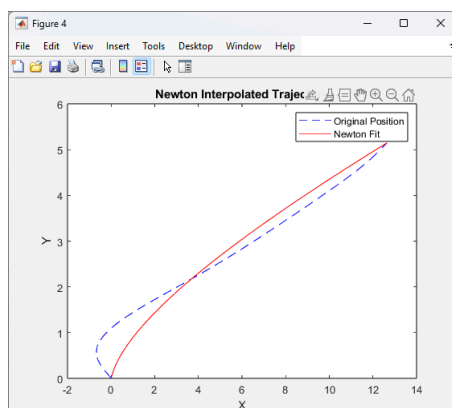 Figure 4
File Edit View Insert Tools Desktop Window Help
Newton Interpolated
Original Position
Newton Fit
6
5
4
3
2
1
0
Y
-2 0 2 4 6 8 10 12 14
X